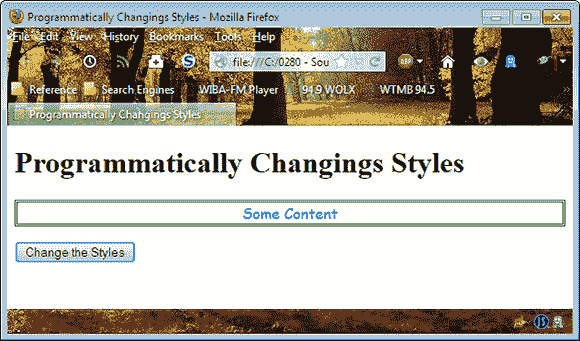 Programmatically Changings Styles - Mozilla Firefox
File Edit View History Bookmarks Tools Help
file:///C:/0280 - Sou
ABP
Reference Search Engines WIBA-FM Player 94.9 WOLX WTMB 94.5
Programmatically Changings Styles
Programmatically Changings Styles
Some Content
Change the Styles